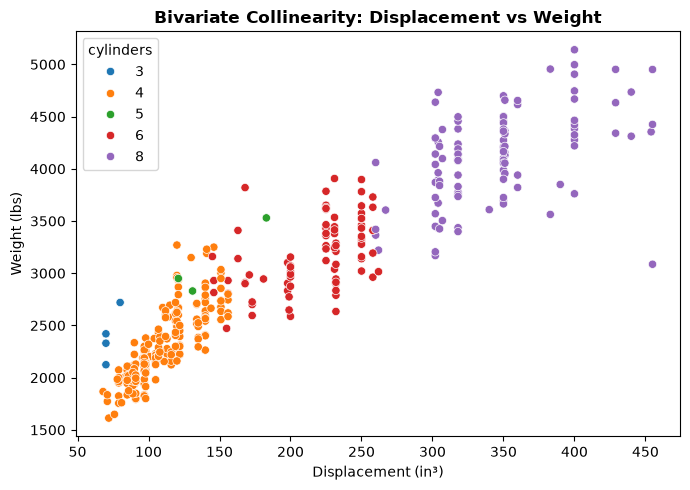 Bivariate Collinearity: Displacement vs Weight
cylinders
3
4
5
6
8
5000
4500
4000
3500
3000
2500
2000
1500
Weight (lbs)
50 100 150 200 250 300 350 400 450
Displacement (in³)